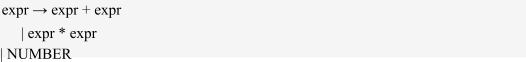 expr → expr + expr
| expr * expr
| NUMBER